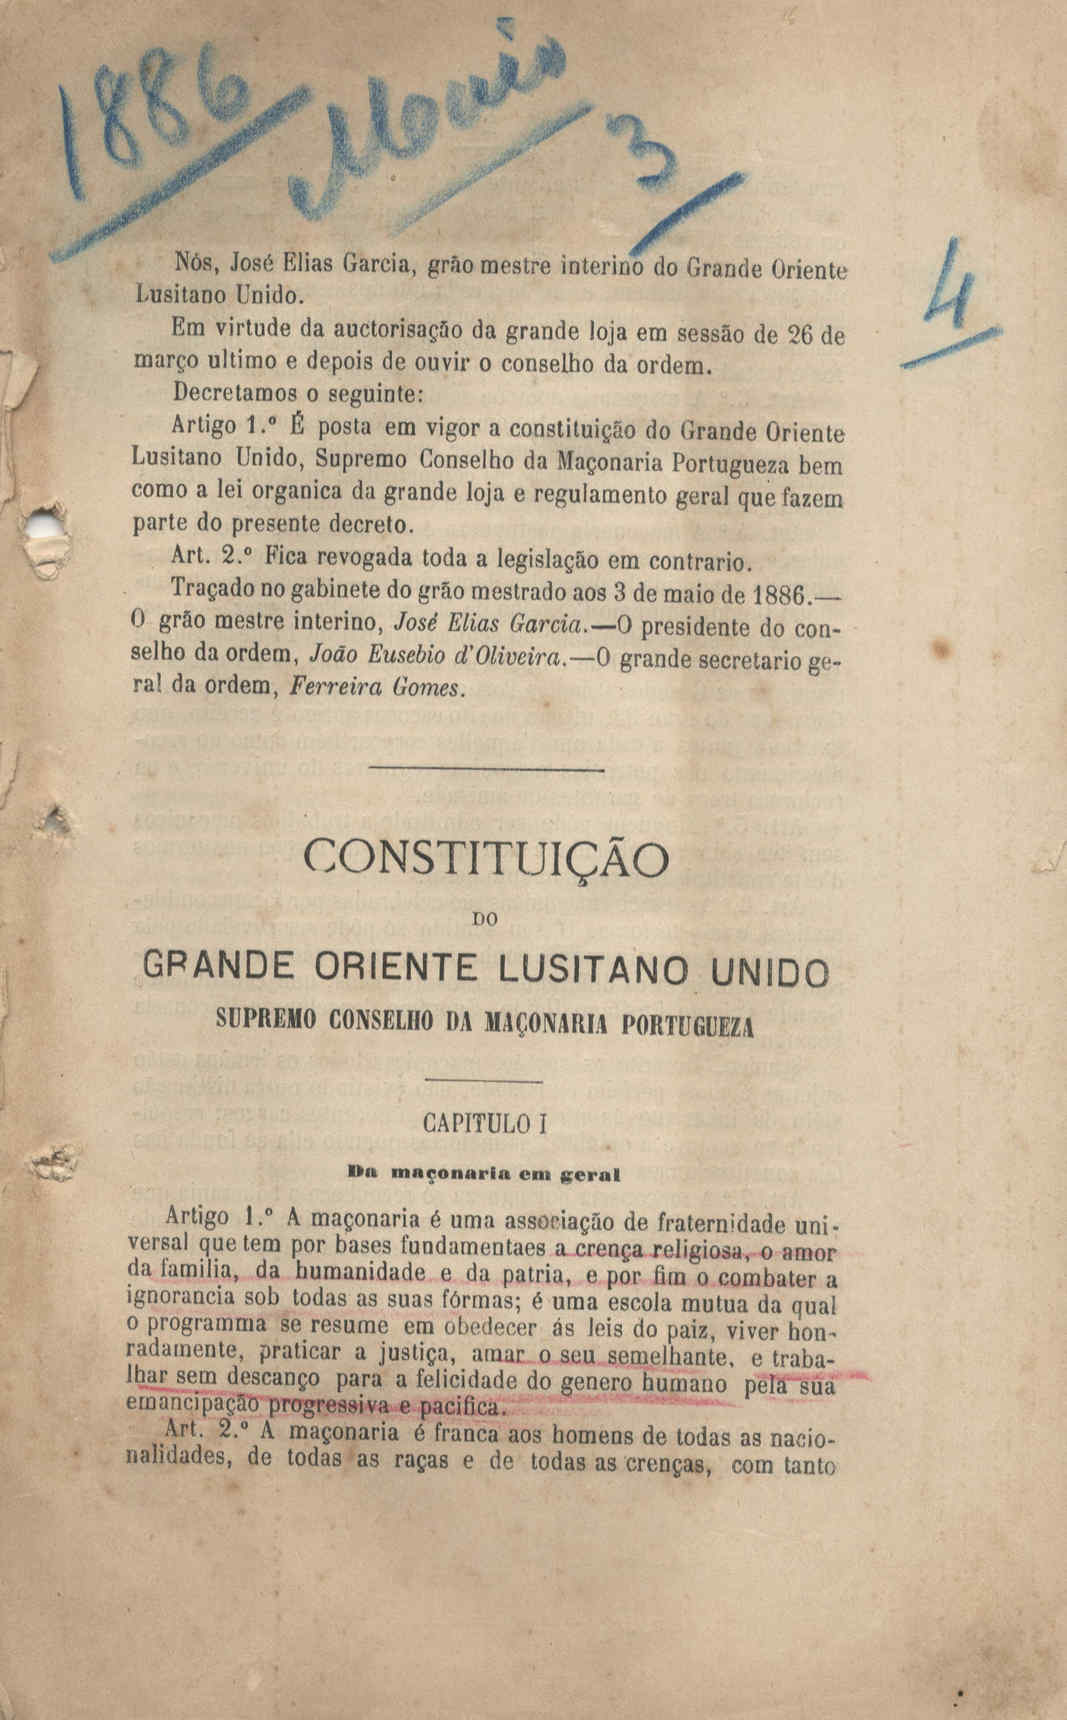 1886 Maio 3
4
Nós, José Elias Garcia, grão mestre interino do Grande Oriente
Lusitano Unido.
Em virtude da auctorisação da grande loja em sessão de 26 de
março ultimo e depois de ouvir o conselho da ordem.
Decretamos o seguinte:
Artigo 1.º É posta em vigor a constituição do Grande Oriente
Lusitano Unido, Supremo Conselho da Maçonaria Portugueza bem
como a lei organica da grande loja e regulamento geral que fazem
parte do presente decreto.
Art. 2.º Fica revogada toda a legislação em contrario.
Traçado no gabinete do grão mestrado aos 3 de maio de 1886.—
O grão mestre interino, José Elias Garcia.—O presidente do con-
selho da ordem, João Eusebio d'Oliveira.—O grande secretario ge-
ral da ordem, Ferreira Gomes.
CONSTITUIÇÃO
DO
GRANDE ORIENTE LUSITANO UNIDO
SUPREMO CONSELHO DA MAÇONARIA PORTUGUEZA
CAPITULO I
Da maçonaria em geral
Artigo 1.º A maçonaria é uma associação de fraternidade uni-
versal que tem por bases fundamentaes a crença religiosa, o amor
da familia, da humanidade e da patria, e por fim o combater a
ignorancia sob todas as suas fórmas; é uma escola mutua da qual
o programma se resume em obedecer ás leis do paiz, viver hon-
radamente, praticar a justiça, amar o seu semelhante, e traba-
lhar sem descanço para a felicidade do genero humano pela sua
emancipação progressiva e pacifica.
Art. 2.º A maçonaria é franca aos homens de todas as nacio-
nalidades, de todas as raças e de todas as crenças, com tanto